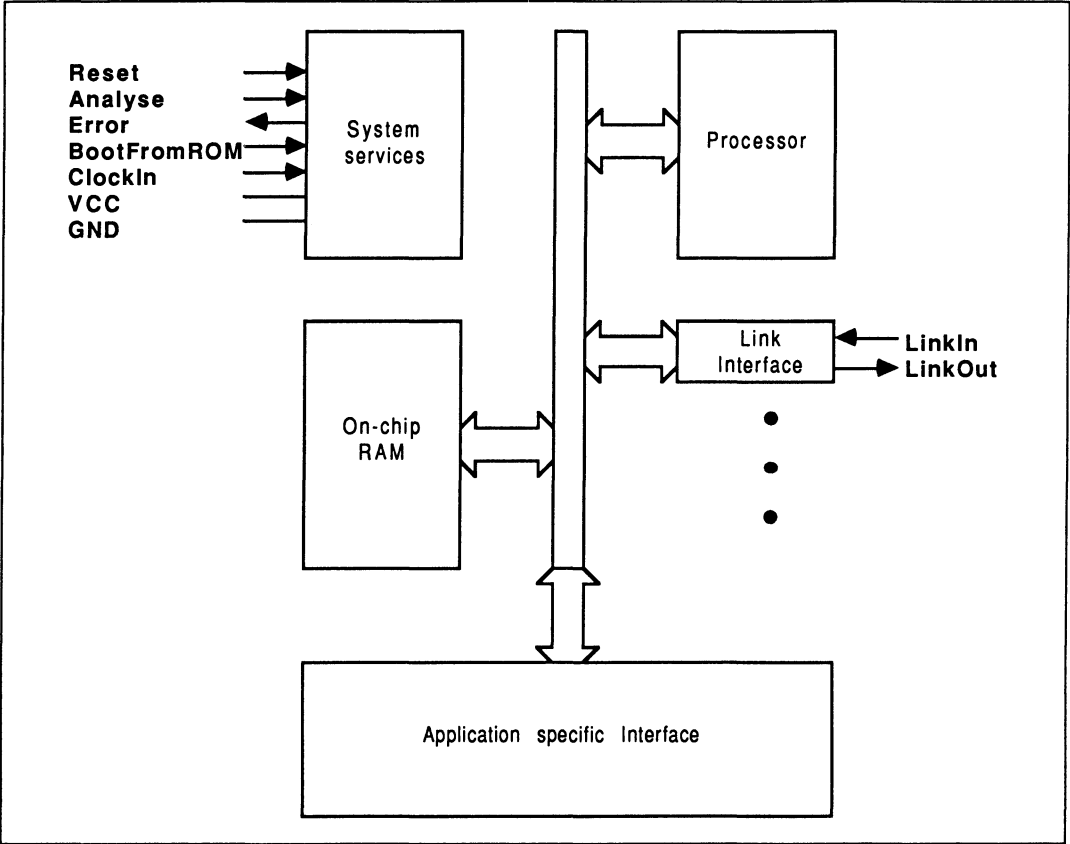 Reset
Analyse
Error
BootFromROM
ClockIn
VCC
GND
System
services
Processor
Link
Interface
LinkIn
LinkOut
On-chip
RAM
Application specific Interface